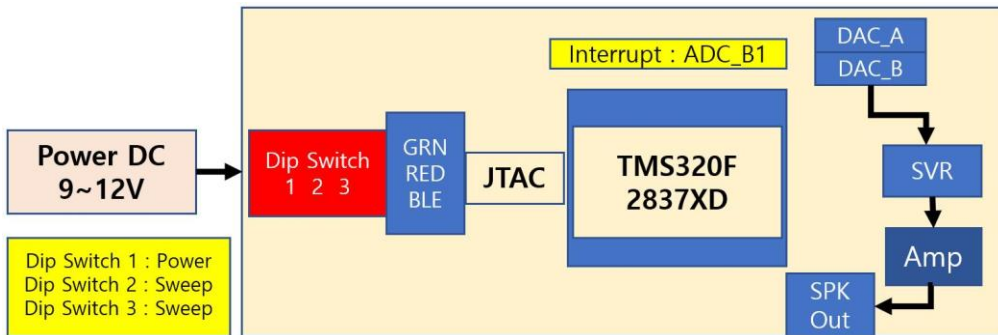 Power DC
9~12V
Dip Switch 1 : Power
Dip Switch 2 : Sweep
Dip Switch 3 : Sweep
Dip Switch
1 2 3
GRN
RED
BLE
JTAC
Interrupt : ADC_B1
TMS320F
2837XD
DAC_A
DAC_B
SVR
Amp
SPK
Out